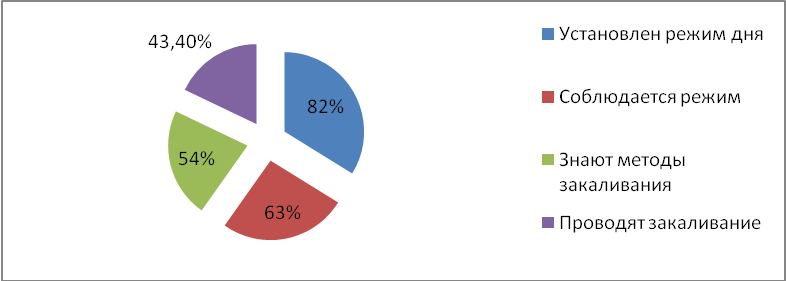 43,40%
82%
54%
63%
Установлен режим дня
Соблюдается режим
Знают методы
закаливания
Проводят закаливание